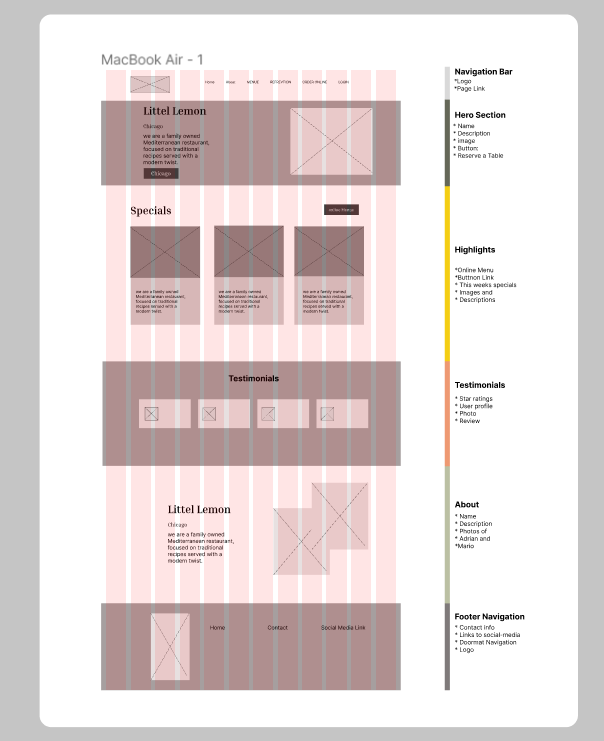 MacBook Air - 1
Home About VENUE REFREYTION ORDER ONLINE LOGIN
Littel Lemon
Chicago
we are a family owned
Mediterranean restaurant,
focused on traditional
recipes served with a
modern twist.
Chicago
Specials
online Menu
we are a family owned
Mediterranean restaurant,
focused on traditional
recipes served with a
modern twist.
we are a family owned
Mediterranean restaurant,
focused on traditional
recipes served with a
modern twist.
we are a family owned
Mediterranean restaurant,
focused on traditional
recipes served with a
modern twist.
Testimonials
Littel Lemon
Chicago
we are a family owned
Mediterranean restaurant,
focused on traditional
recipes served with a
modern twist.
Home Contact Social Media Link
Navigation Bar
*Logo
*Page Link
Hero Section
* Name
* Description
* image
* Button:
* Reserve a Table
Highlights
*Online Menu
*Buttnon Link
* This weeks specials
* Images and
* Descriptions
Testimonials
* Star ratings
* User profile
* Photo
* Review
About
* Name
* Description
* Photos of
* Adrian and
*Mario
Footer Navigation
* Contact info
* Links to social-media
* Doormat Navigation
* Logo